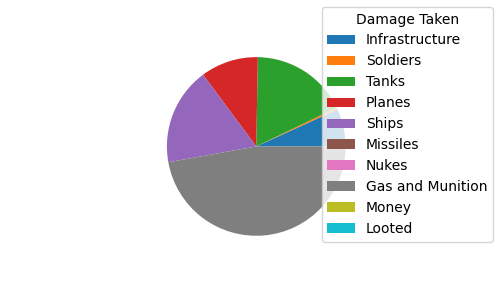 Damage Taken
Infrastructure
Soldiers
Tanks
Planes
Ships
Missiles
Nukes
Gas and Munition
Money
Looted